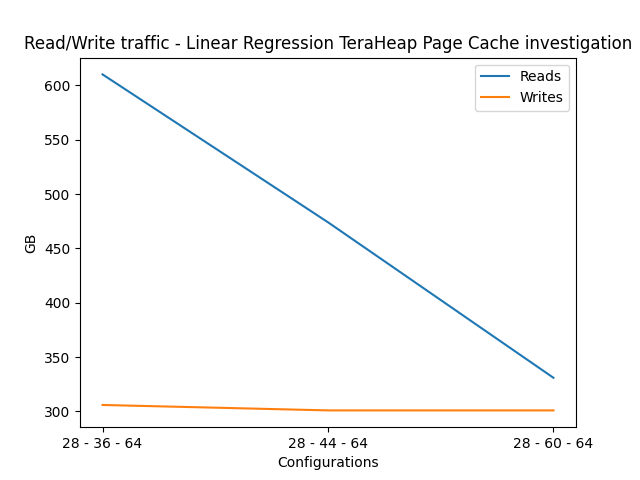 Read/Write traffic - Linear Regression TeraHeap Page Cache investigation
Reads
Writes
GB
600
550
500
450
400
350
300
28 - 36 - 64
28 - 44 - 64
28 - 60 - 64
Configurations